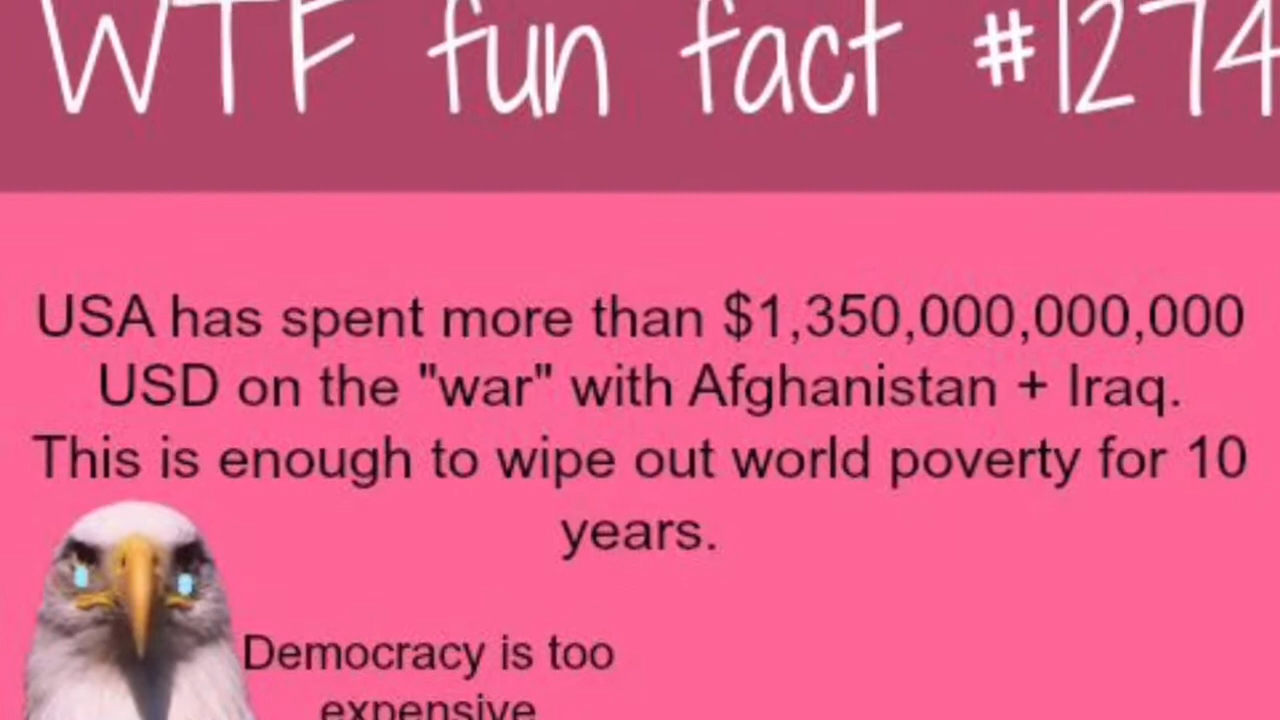 WTF fun fact #1274
USA has spent more than $1,350,000,000,000
USD on the "war" with Afghanistan + Iraq.
This is enough to wipe out world poverty for 10
years.
Democracy is too
expensive